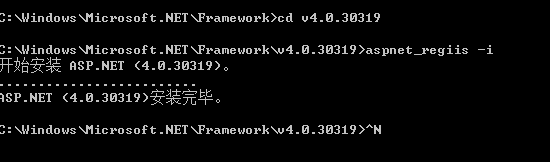 C:\Windows\Microsoft.NET\Framework>cd v4.0.30319
C:\Windows\Microsoft.NET\Framework\v4.0.30319>aspnet_regiis -i
开始安装 ASP.NET (4.0.30319)。
.........................
ASP.NET (4.0.30319)安装完毕。
C:\Windows\Microsoft.NET\Framework\v4.0.30319>^N